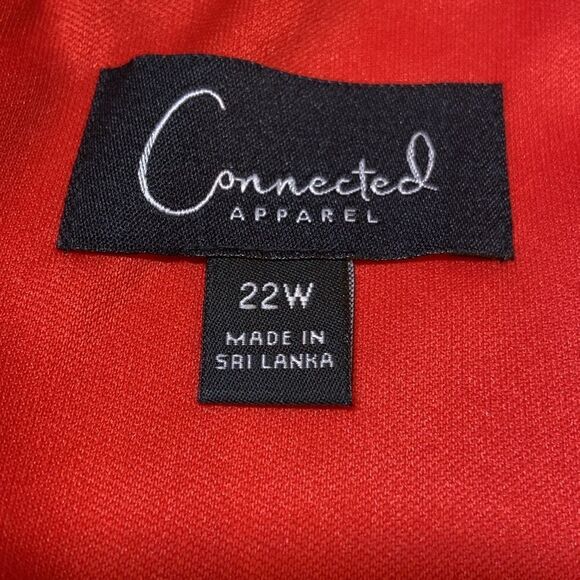 Connected
APPAREL
22W
MADE IN
SRI LANKA